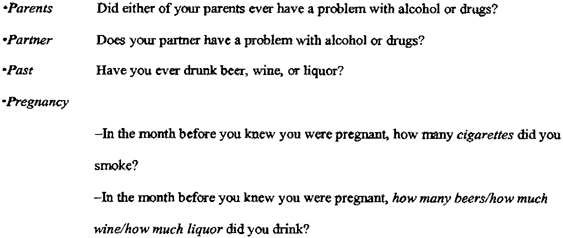 •Parents Did either of your parents ever have a problem with alcohol or drugs?
•Partner Does your partner have a problem with alcohol or drugs?
•Past Have you ever drunk beer, wine, or liquor?
•Pregnancy
–In the month before you knew you were pregnant, how many cigarettes did you
smoke?
–In the month before you knew you were pregnant, how many beers/how much
wine/how much liquor did you drink?